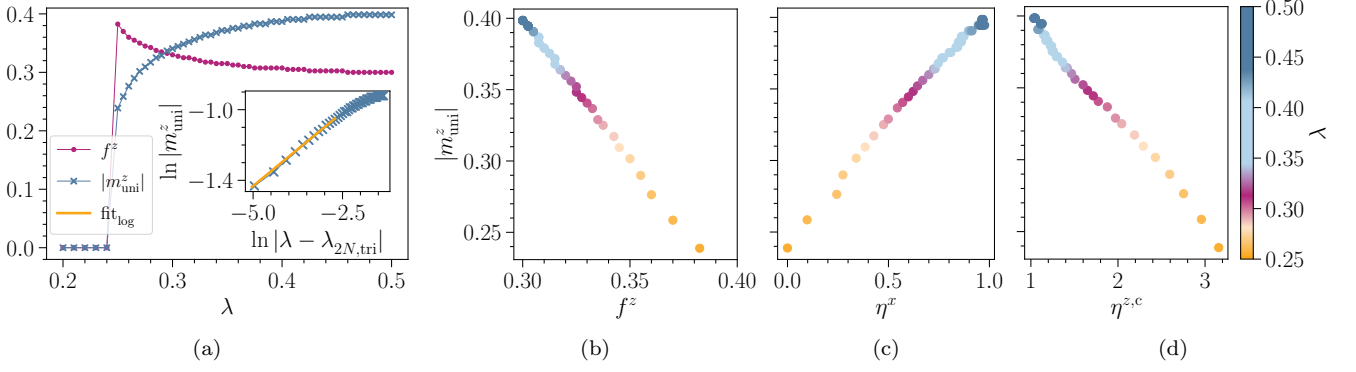 0.4
0.3
0.2
0.1
0.0
f^z
|m^z_uni|
fit_log
ln |m^z_uni|
−1.0
−1.4
−5.0 −2.5
ln |λ − λ_{2N,tri}|
0.2 0.3 0.4 0.5
λ
(a)
|m^z_uni|
0.40
0.35
0.30
0.25
0.30 0.35 0.40
f^z
(b)
0.0 0.5 1.0
η^x
(c)
1 2 3
η^{z,c}
(d)
0.50
0.45
0.40
0.35
0.30
0.25
λ